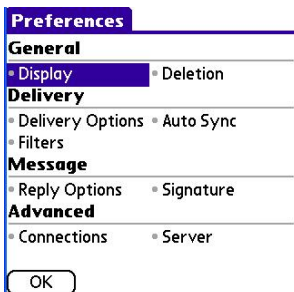 Preferences
General
Display Deletion
Delivery
Delivery Options Auto Sync
Filters
Message
Reply Options Signature
Advanced
Connections Server
OK